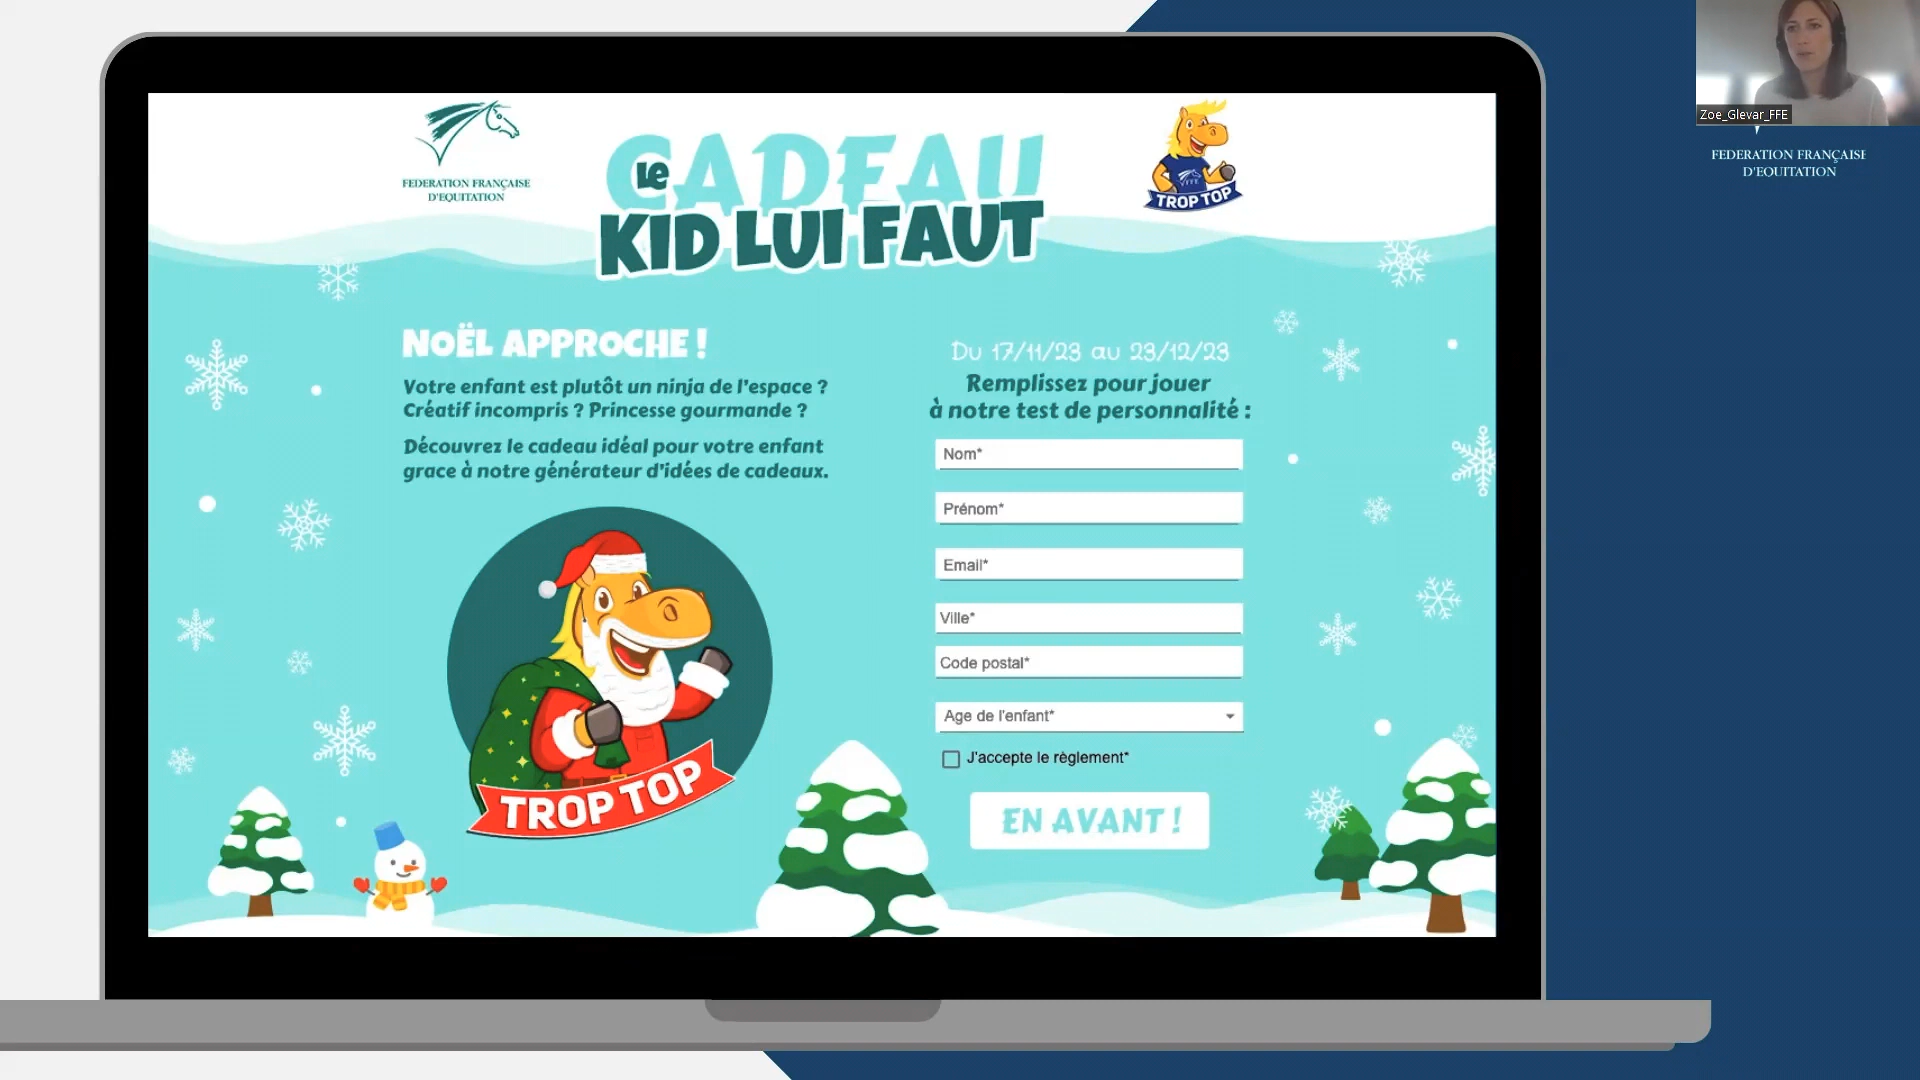 FEDERATION FRANÇAISE
D'EQUITATION
LE CADEAU
KID LUI FAUT
FFE
TROP TOP
NOËL APPROCHE !
Votre enfant est plutôt un ninja de l'espace ?
Créatif incompris ? Princesse gourmande ?
Découvrez le cadeau idéal pour votre enfant
grace à notre générateur d'idées de cadeaux.
TROP TOP
Du 17/11/23 au 23/12/23
Remplissez pour jouer
à notre test de personnalité :
Nom*
Prénom*
Email*
Ville*
Code postal*
Age de l'enfant*
J'accepte le règlement*
EN AVANT !
Zoe_Glevar_FFE
FEDERATION FRANÇAISE
D'EQUITATION